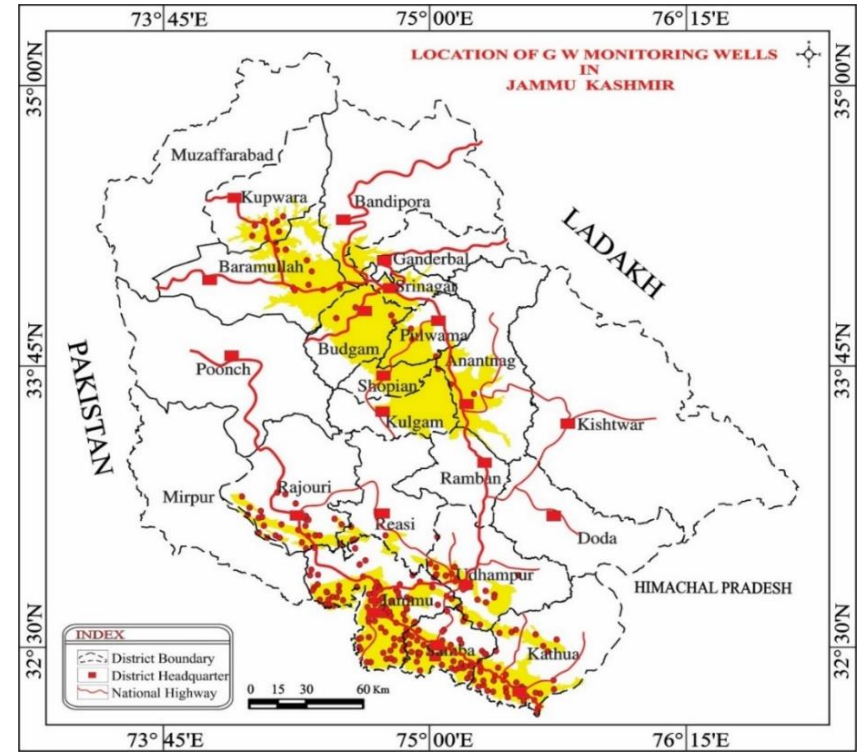 73° 45'E
75° 00'E
76° 15'E
LOCATION OF G W MONITORING WELLS
IN
JAMMU KASHMIR
35° 00'N
35° 00'N
Muzaffarabad
Kupwara
Bandipora
LADAKH
Ganderbal
Baramullah
Srinagar
Pulwama
Budgam
Anantnag
33° 45'N
33° 45'N
PAKISTAN
Poonch
Shopian
Kulgam
Kishtwar
Ramban
Mirpur
Rajouri
Reasi
Doda
Udhampur
HIMACHAL PRADESH
Jammu
32° 30'N
32° 30'N
Samba
Kathua
INDEX
District Boundary
District Headquarter
National Highway
0 15 30 60 Km
73° 45'E
75° 00'E
76° 15'E